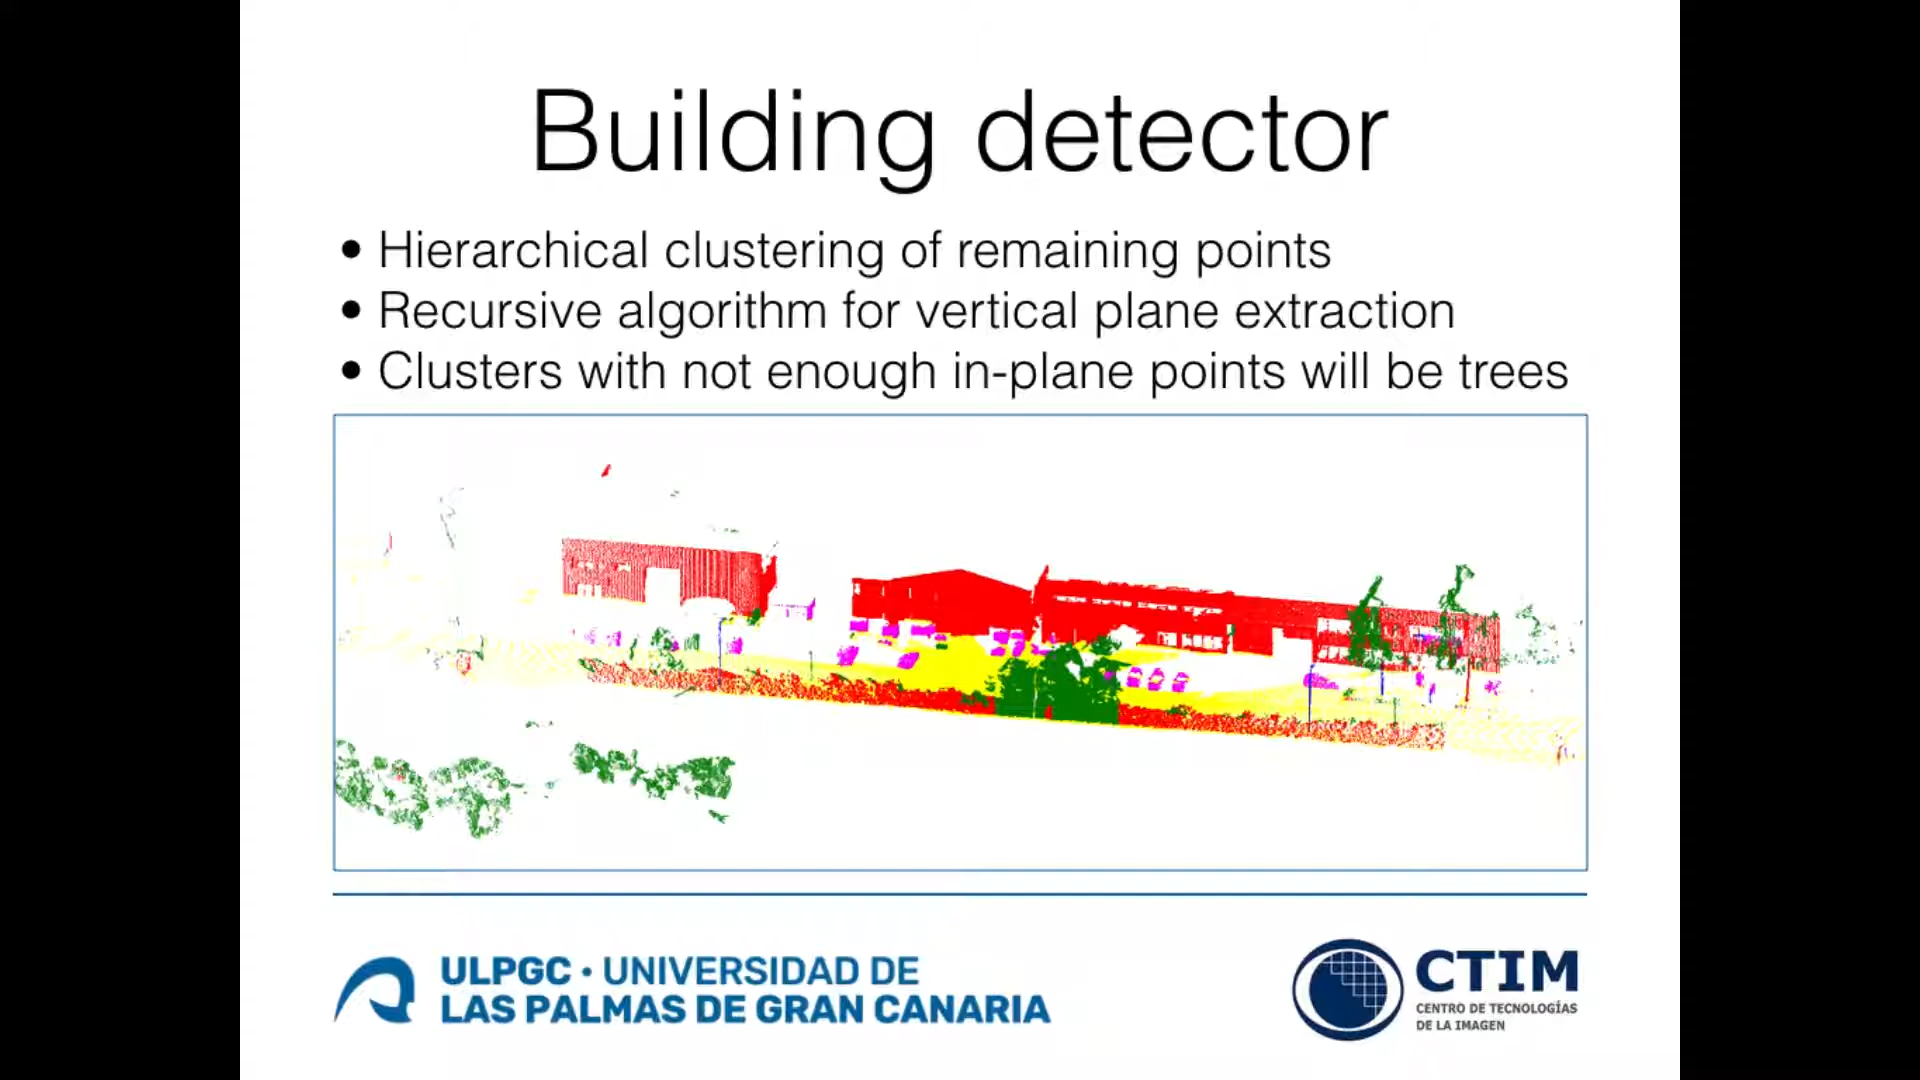 Building detector
• Hierarchical clustering of remaining points
• Recursive algorithm for vertical plane extraction
• Clusters with not enough in-plane points will be trees
ULPGC • UNIVERSIDAD DE
LAS PALMAS DE GRAN CANARIA
CTIM
CENTRO DE TECNOLOGÍAS
DE LA IMAGEN